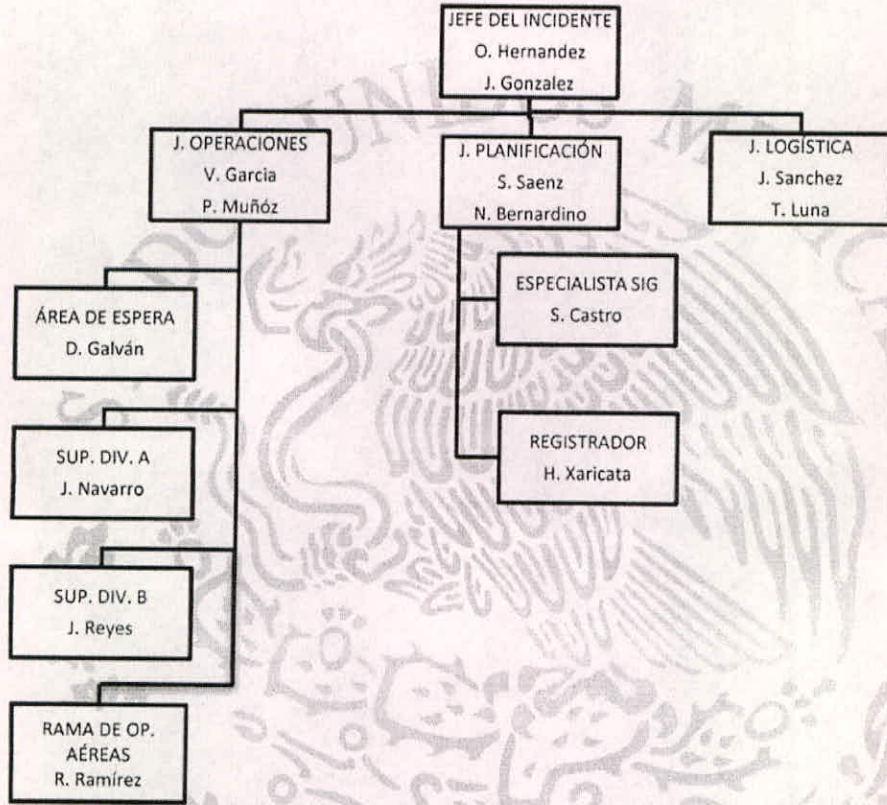 JEFE DEL INCIDENTE
O. Hernandez
J. Gonzalez
J. OPERACIONES
V. Garcia
P. Muñóz
J. PLANIFICACIÓN
S. Saenz
N. Bernardino
J. LOGÍSTICA
J. Sanchez
T. Luna
ÁREA DE ESPERA
D. Galván
SUP. DIV. A
J. Navarro
SUP. DIV. B
J. Reyes
RAMA DE OP.
AÉREAS
R. Ramírez
ESPECIALISTA SIG
S. Castro
REGISTRADOR
H. Xaricata